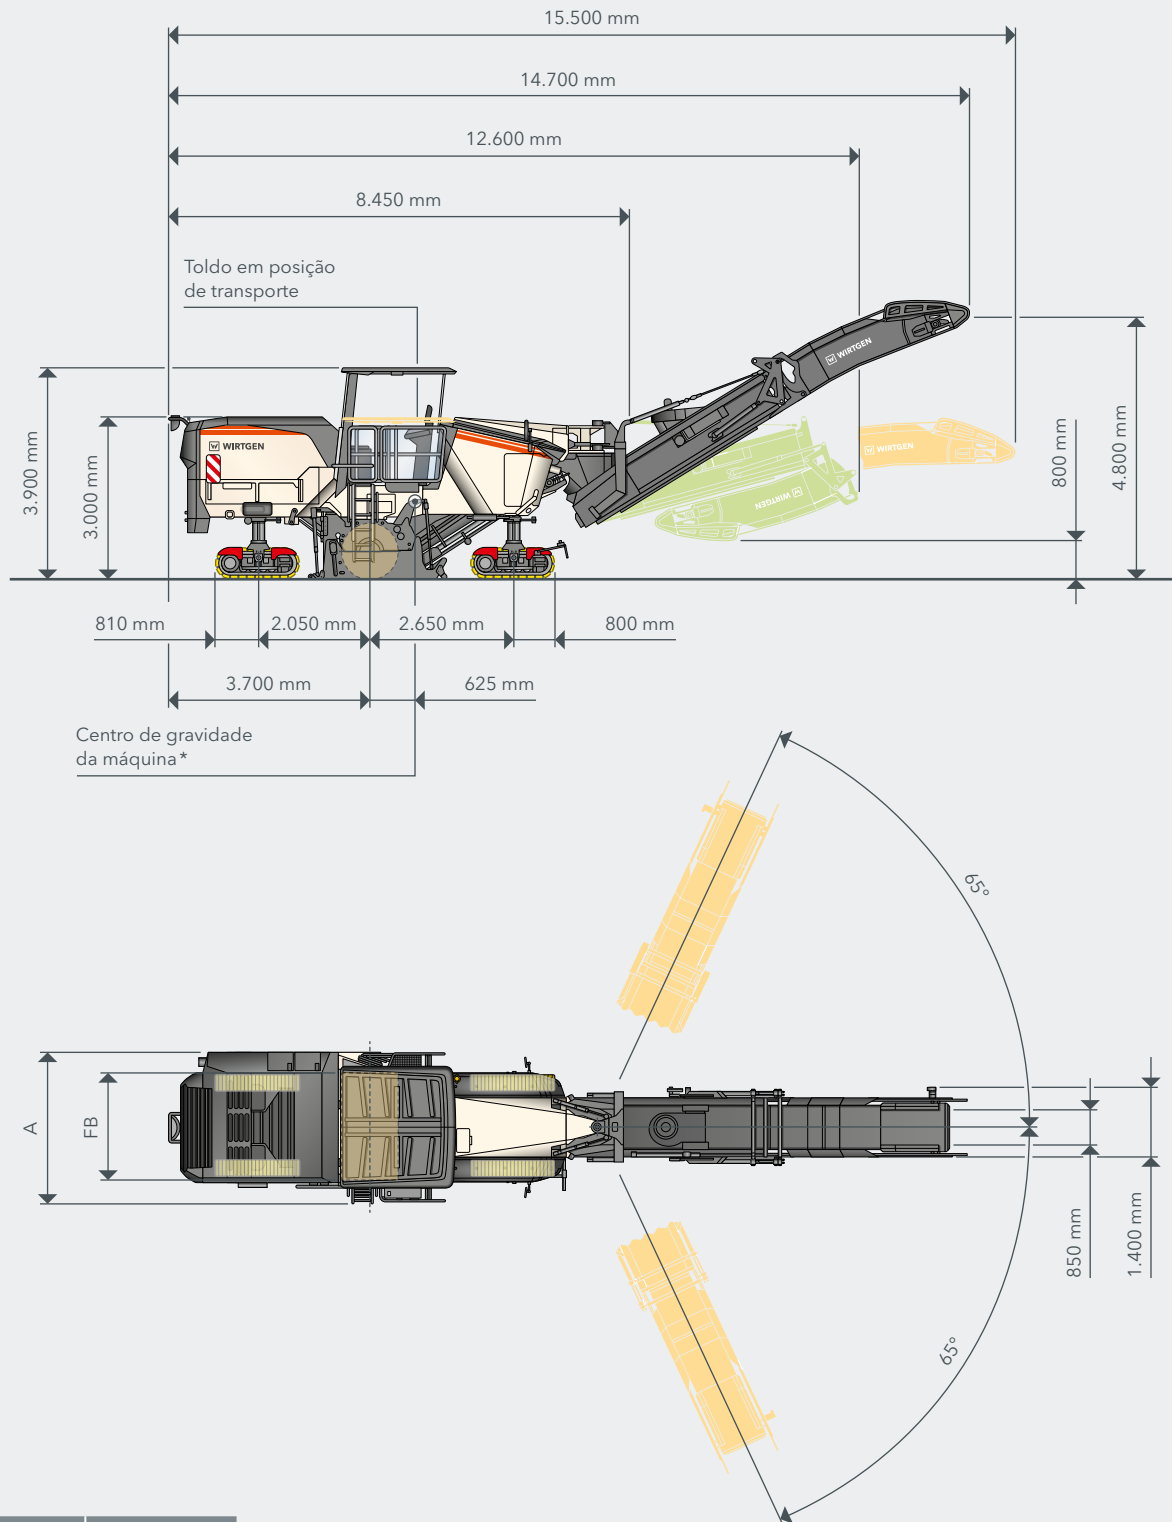 15.500 mm
14.700 mm
12.600 mm
8.450 mm
Toldo em posição
de transporte
WIRTGEN
WIRTGEN
WIRTGEN
WIRTGEN
3.900 mm
3.000 mm
800 mm
4.800 mm
810 mm
2.050 mm
2.650 mm
800 mm
3.700 mm
625 mm
Centro de gravidade
da máquina*
65°
A
FB
850 mm
1.400 mm
65°